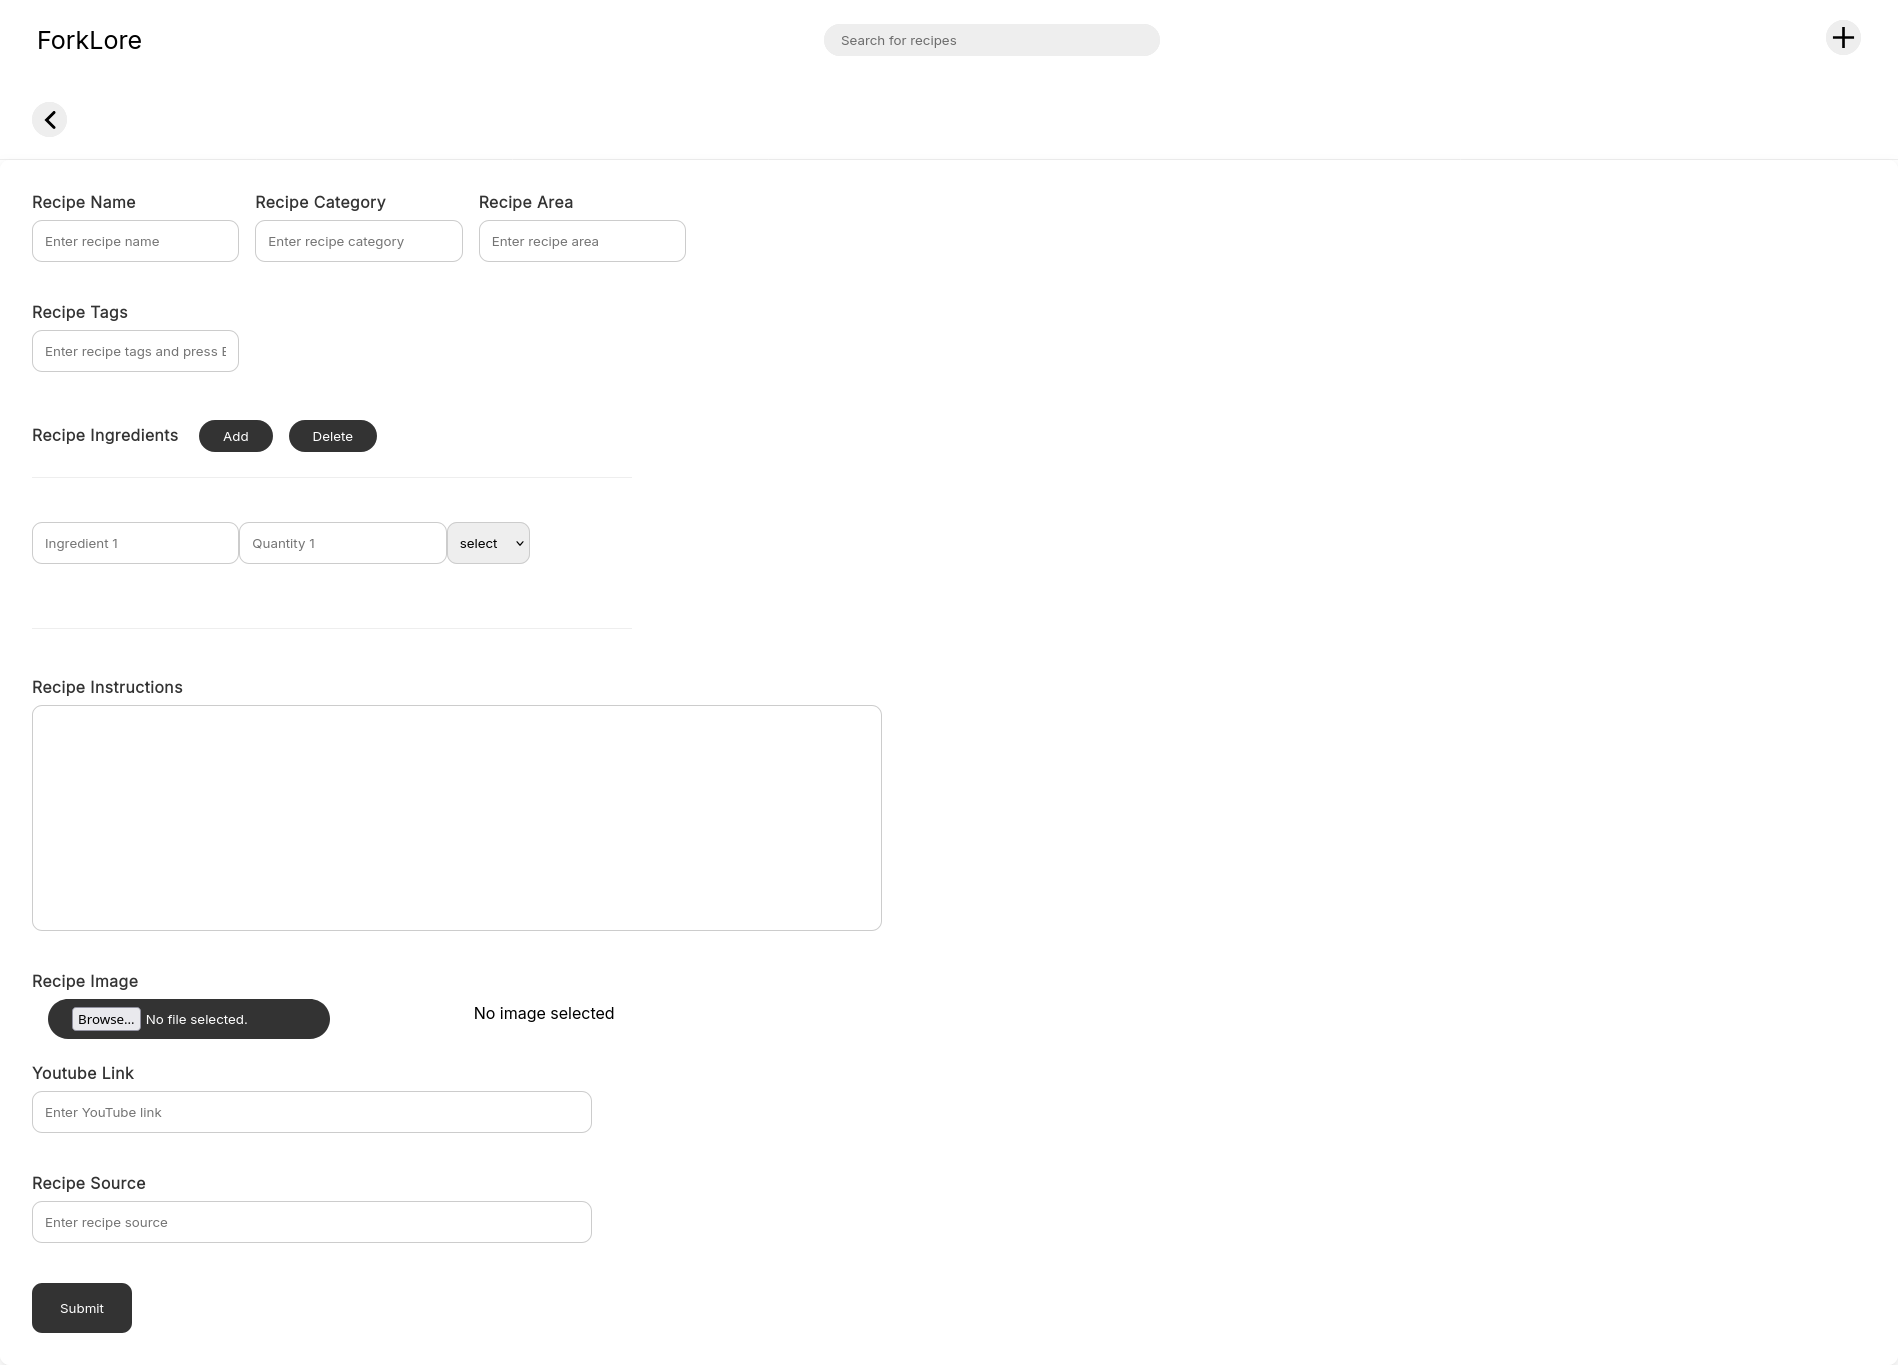 ForkLore
Search for recipes
Recipe Name Recipe Category Recipe Area
Enter recipe name Enter recipe category Enter recipe area
Recipe Tags
Enter recipe tags and press E
Recipe Ingredients Add Delete
Ingredient 1 Quantity 1 select
Recipe Instructions
Recipe Image
Browse... No file selected. No image selected
Youtube Link
Enter YouTube link
Recipe Source
Enter recipe source
Submit